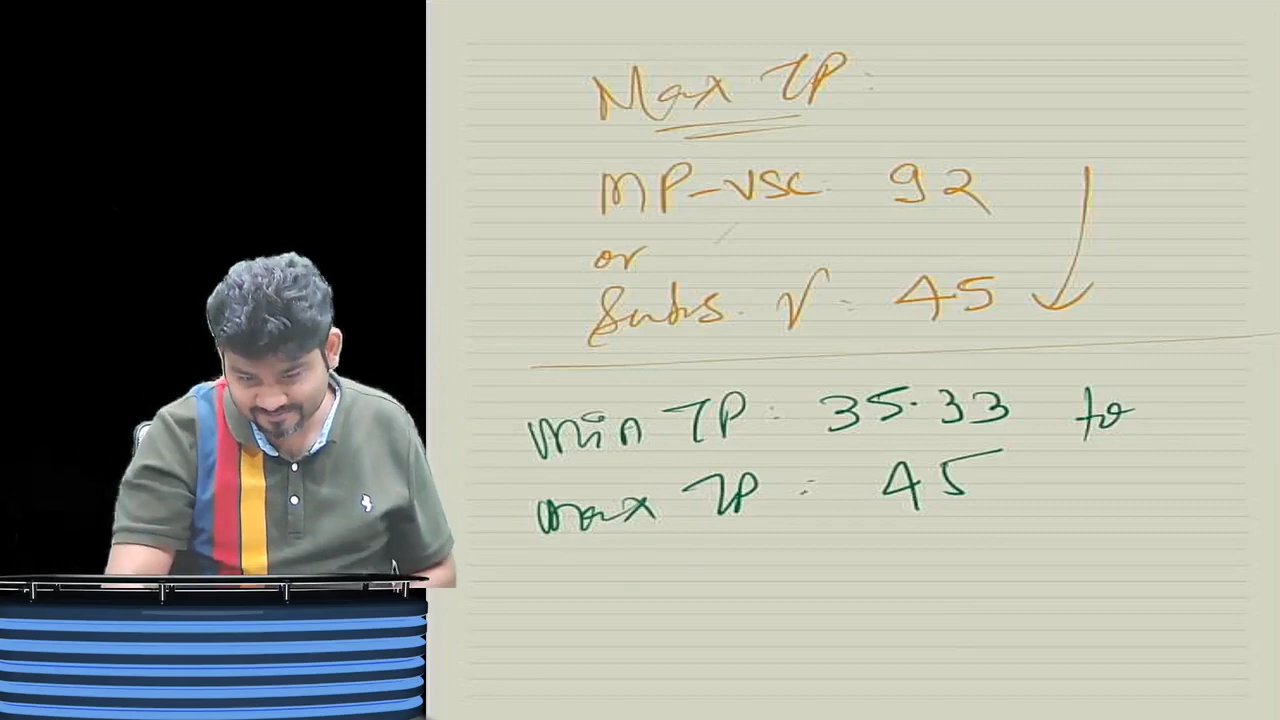 Max TP:
MP-VSC: 92
or
Subs. V: 45
Min TP: 35.33 to
Max TP: 45